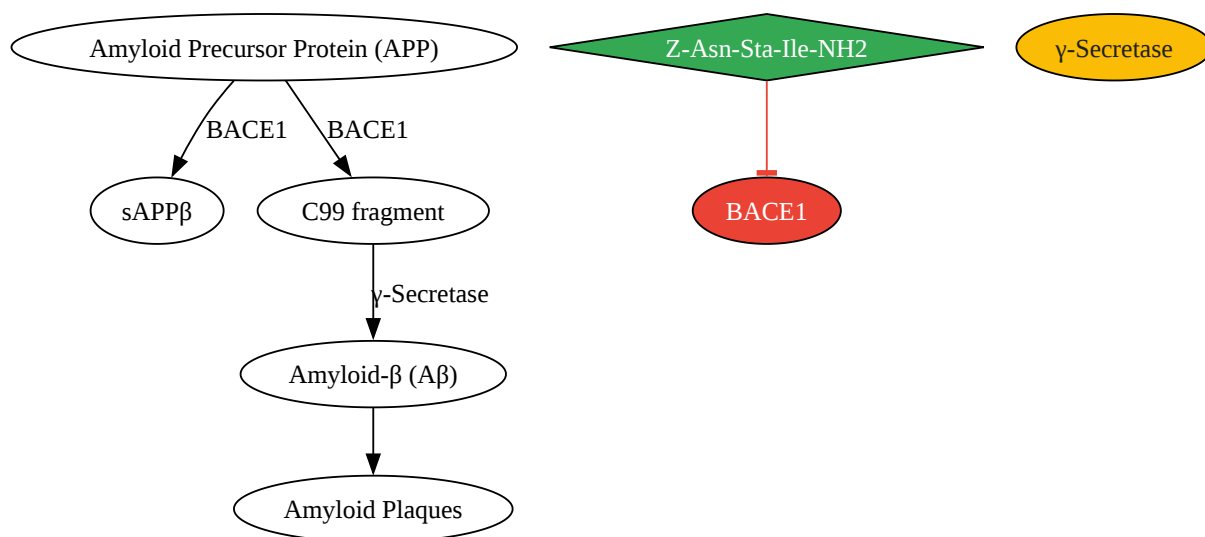 Amyloid Precursor Protein (APP)
Z-Asn-Sta-Ile-NH2
γ-Secretase
BACE1
BACE1
sAPPβ
C99 fragment
BACE1
γ-Secretase
Amyloid-β (Aβ)
Amyloid Plaques